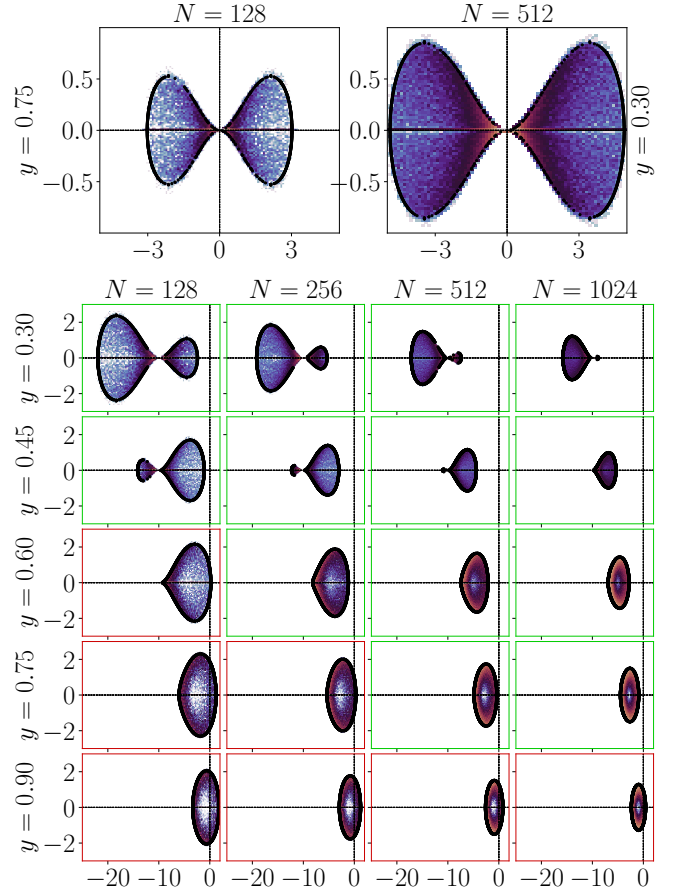 N = 128 N = 512
y = 0.75 0.5 0.0 −0.5 0.5 0.0 −0.5 y = 0.30
−3 0 3 −3 0 3
N = 128 N = 256 N = 512 N = 1024
y = 0.30 2 0 −2
y = 0.45 2 0 −2
y = 0.60 2 0 −2
y = 0.75 2 0 −2
y = 0.90 2 0 −2
−20 −10 0 −20 −10 0 −20 −10 0 −20 −10 0